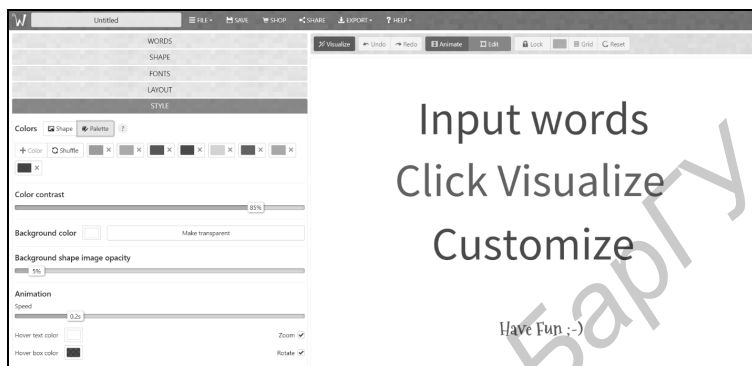 W Untitled FILE SAVE SHOP SHARE EXPORT ? HELP
WORDS
SHAPE
FONTS
LAYOUT
STYLE
Visualize Undo Redo Animate Edit Lock Grid Reset
Colors Shape Palette ?
+ Color Shuffle × × × × × × ×
×
Color contrast
85%
Background color Make transparent
Background shape image opacity
5%
Animation
Speed
0.2s
Hover text color Zoom
Hover box color Rotate
Input words
Click Visualize
Customize
Have Fun ;-)
БарГУ